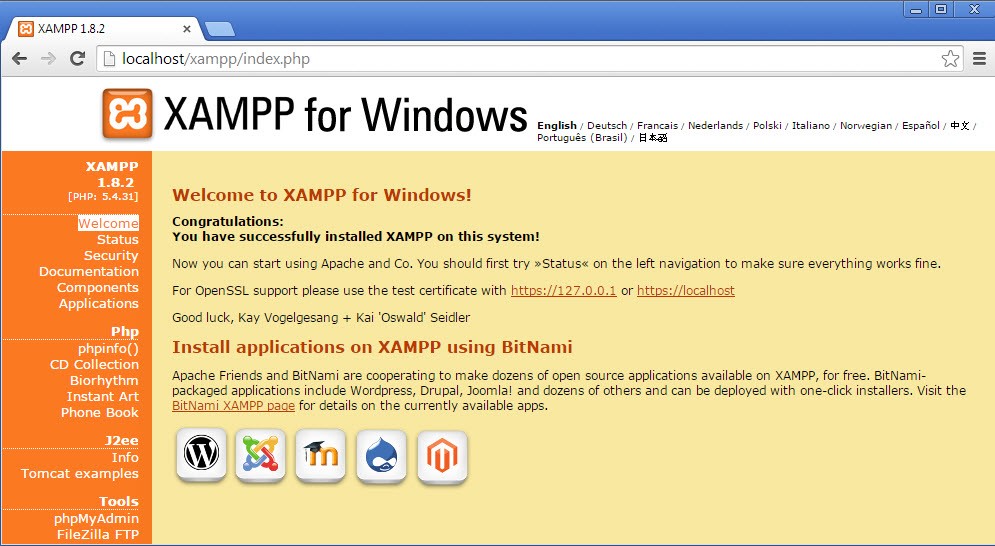 XAMPP 1.8.2
localhost/xampp/index.php
XAMPP for Windows
English / Deutsch / Francais / Nederlands / Polski / Italiano / Norwegian / Español / 中文 /
Português (Brasil) / 日本語
XAMPP
1.8.2
[PHP: 5.4.31]
Welcome
Status
Security
Documentation
Components
Applications
Php
phpinfo()
CD Collection
Biorhythm
Instant Art
Phone Book
J2ee
Info
Tomcat examples
Tools
phpMyAdmin
FileZilla FTP
Welcome to XAMPP for Windows!
Congratulations:
You have successfully installed XAMPP on this system!
Now you can start using Apache and Co. You should first try »Status« on the left navigation to make sure everything works fine.
For OpenSSL support please use the test certificate with https://127.0.0.1 or https://localhost
Good luck, Kay Vogelgesang + Kai 'Oswald' Seidler
Install applications on XAMPP using BitNami
Apache Friends and BitNami are cooperating to make dozens of open source applications available on XAMPP, for free. BitNami-
packaged applications include Wordpress, Drupal, Joomla! and dozens of others and can be deployed with one-click installers. Visit the
BitNami XAMPP page for details on the currently available apps.